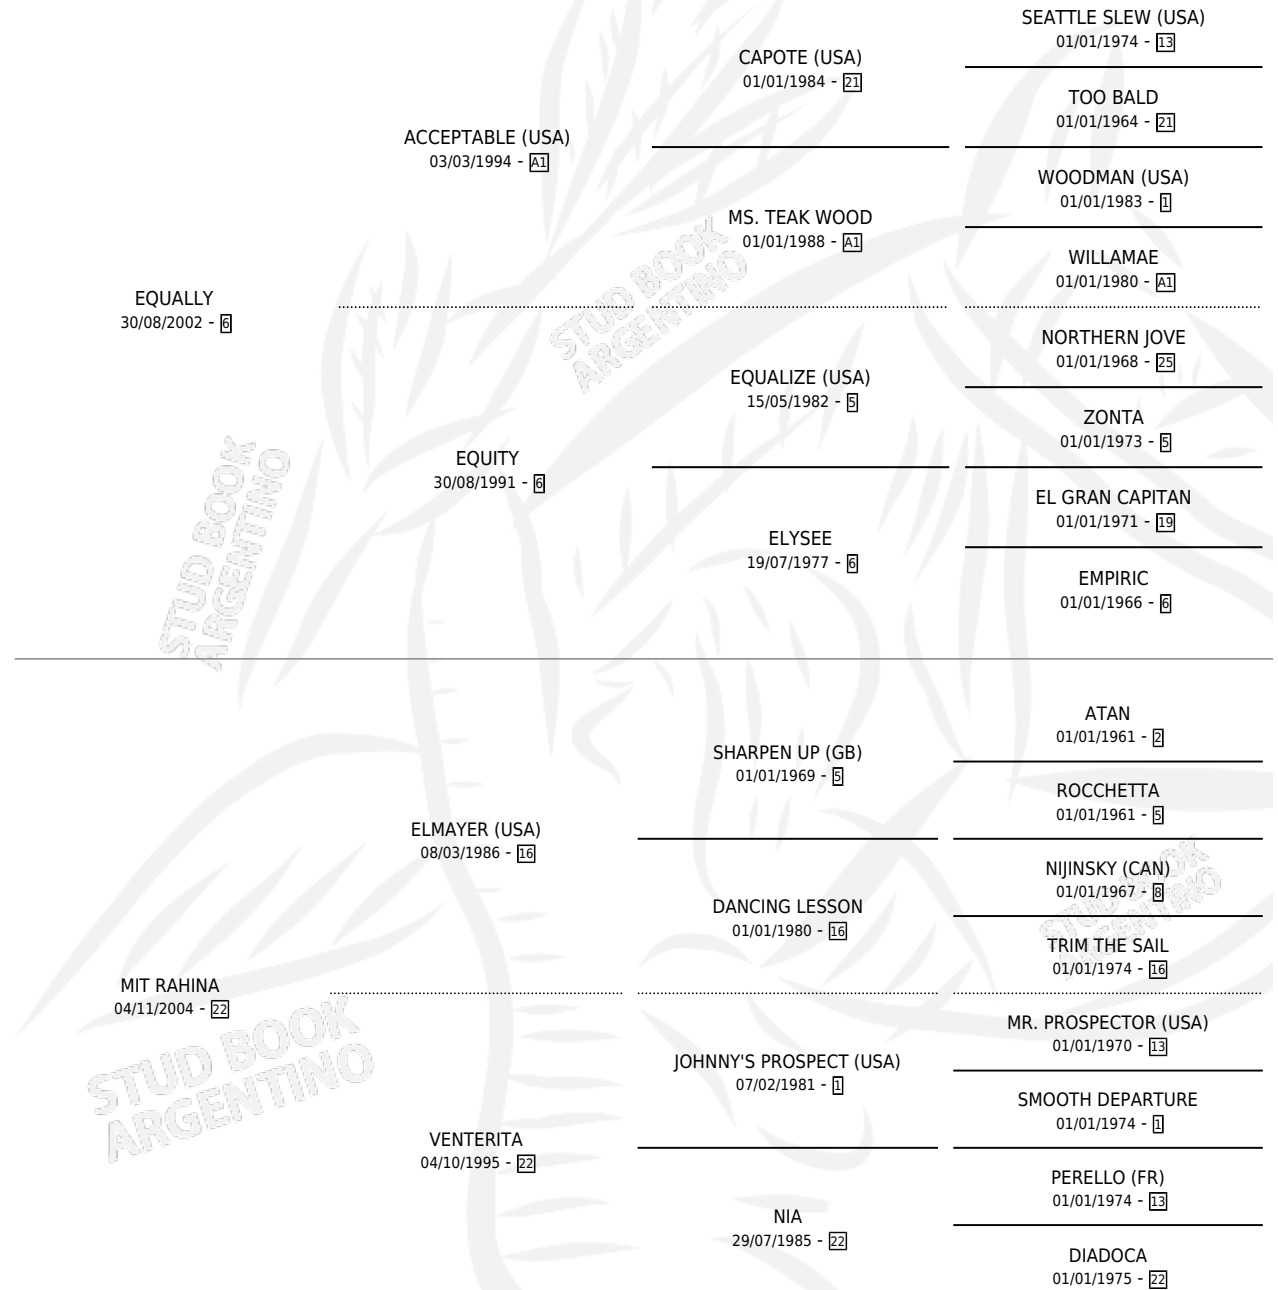 SEATTLE SLEW (USA)
01/01/1974 - 13
CAPOTE (USA)
01/01/1984 - 21
TOO BALD
01/01/1964 - 21
ACCEPTABLE (USA)
03/03/1994 - A1
WOODMAN (USA)
01/01/1983 - 1
MS. TEAK WOOD
01/01/1988 - A1
WILLAMAE
01/01/1980 - A1
EQUALLY
30/08/2002 - 6
NORTHERN JOVE
01/01/1968 - 25
EQUALIZE (USA)
15/05/1982 - 5
ZONTA
01/01/1973 - 5
EQUITY
30/08/1991 - 6
EL GRAN CAPITAN
01/01/1971 - 19
ELYSEE
19/07/1977 - 6
EMPIRIC
01/01/1966 - 6
STUD BOOK
ARGENTINO
STUD BOOK
ARGENTINO
ATAN
01/01/1961 - 2
SHARPEN UP (GB)
01/01/1969 - 5
ROCCHETTA
01/01/1961 - 5
ELMAYER (USA)
08/03/1986 - 16
NIJINSKY (CAN)
01/01/1967 - 8
DANCING LESSON
01/01/1980 - 16
TRIM THE SAIL
01/01/1974 - 16
STUD BOOK
ARGENTINO
MIT RAHINA
04/11/2004 - 22
MR. PROSPECTOR (USA)
01/01/1970 - 13
JOHNNY'S PROSPECT (USA)
07/02/1981 - 1
SMOOTH DEPARTURE
01/01/1974 - 1
VENTERITA
04/10/1995 - 22
PERELLO (FR)
01/01/1974 - 13
NIA
29/07/1985 - 22
DIADOCA
01/01/1975 - 22
STUD BOOK
ARGENTINO